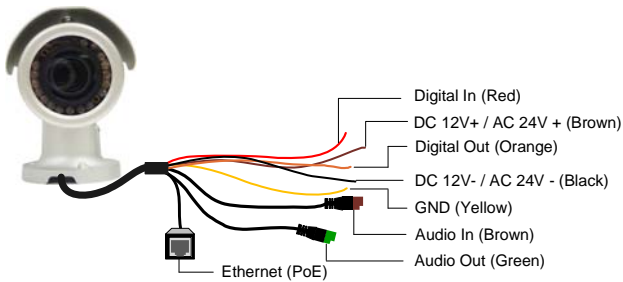 Digital In (Red)
DC 12V+ / AC 24V + (Brown)
Digital Out (Orange)
DC 12V- / AC 24V - (Black)
GND (Yellow)
Audio In (Brown)
Audio Out (Green)
Ethernet (PoE)